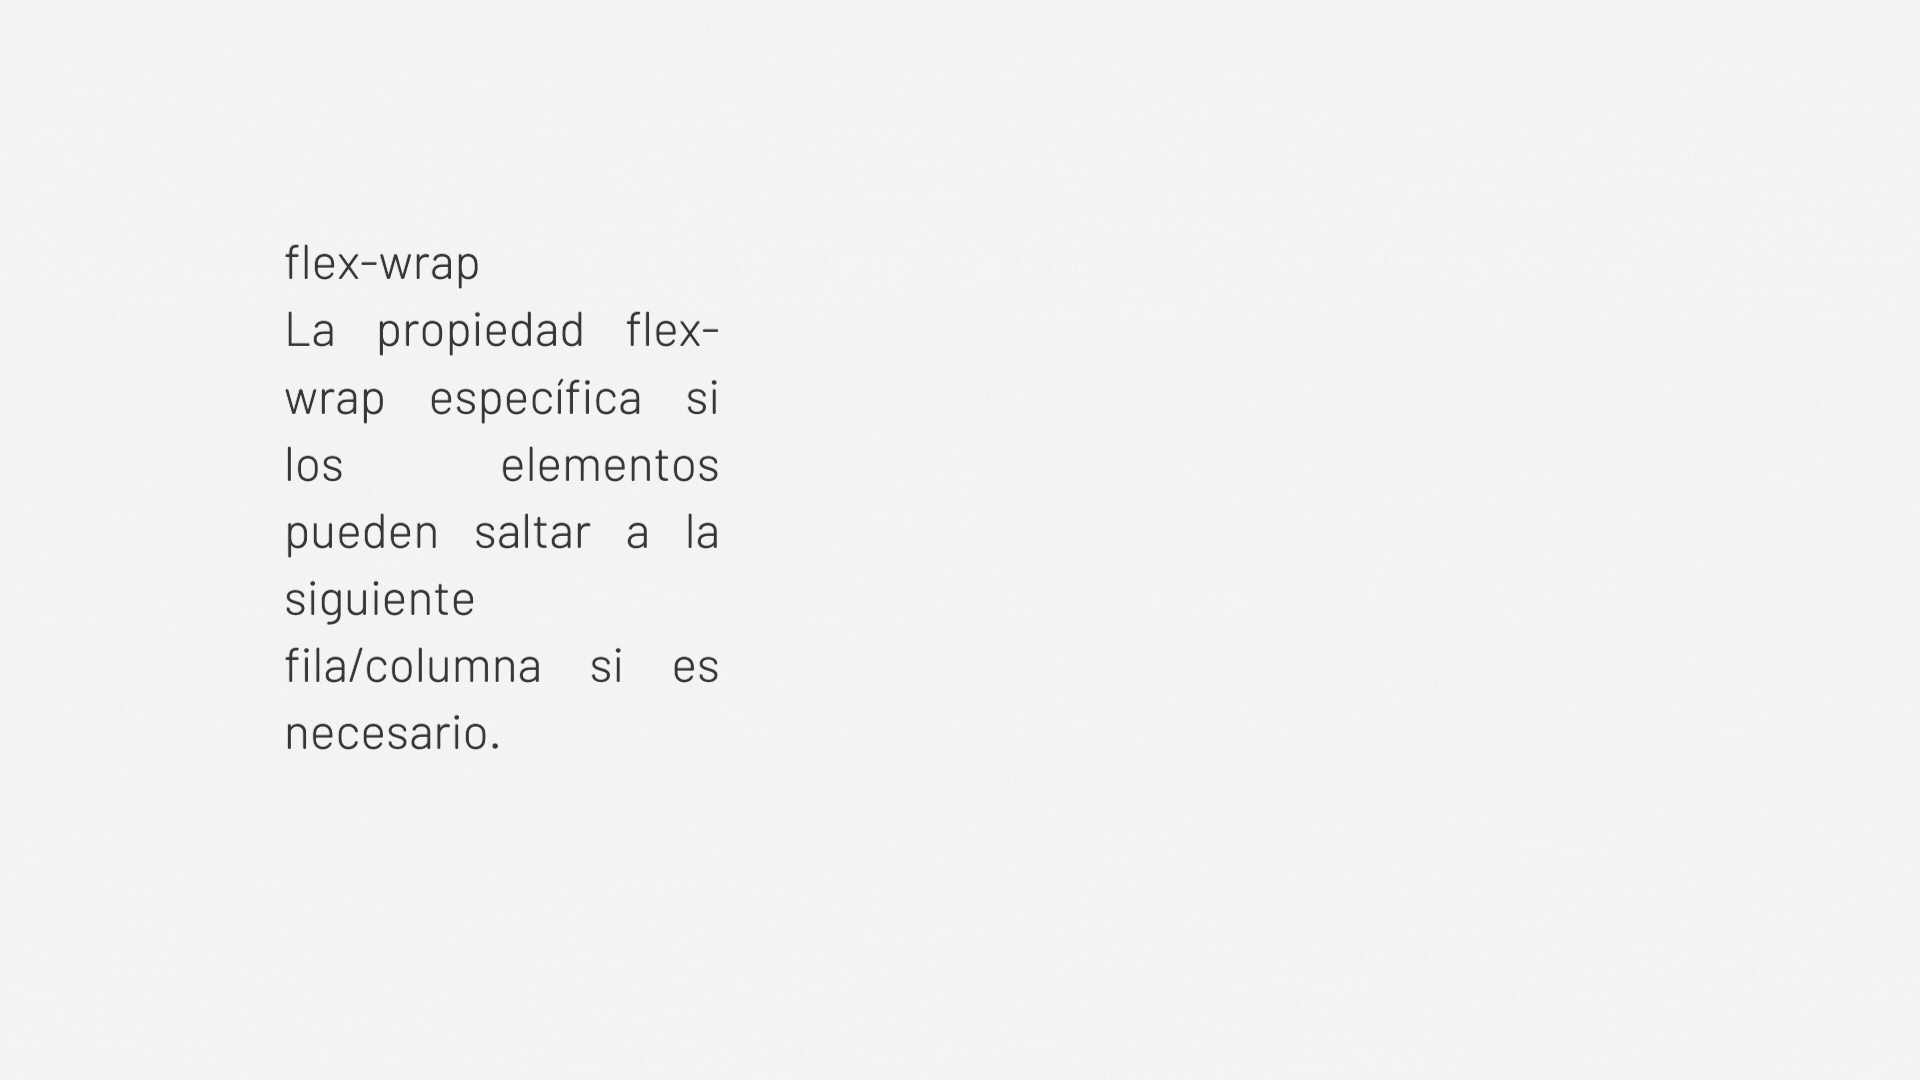 flex-wrap
La propiedad flex-
wrap específica si
los elementos
pueden saltar a la
siguiente
fila/columna si es
necesario.